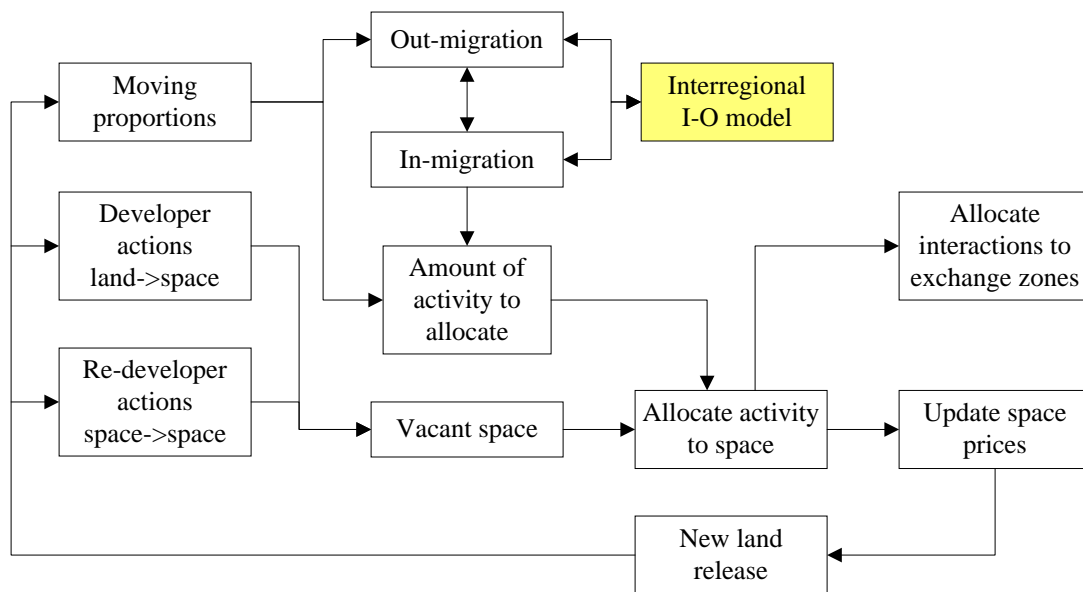 Out-migration
Moving
proportions
Interregional
I-O model
In-migration
Developer
actions
land->space
Allocate
interactions to
exchange zones
Amount of
activity to
allocate
Re-developer
actions
space->space
Vacant space
Allocate activity
to space
Update space
prices
New land
release